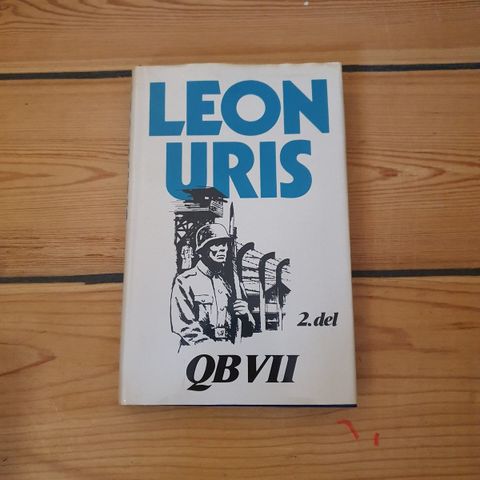 LEON
URIS
2. del
QB VII